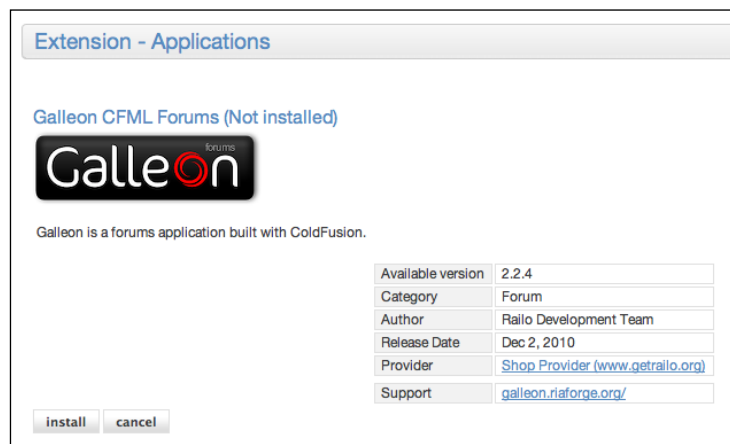 Extension - Applications
Galleon CFML Forums (Not installed)
forums
Galleon
Galleon is a forums application built with ColdFusion.
Available version 2.2.4
Category Forum
Author Railo Development Team
Release Date Dec 2, 2010
Provider Shop Provider (www.getrailo.org)
Support galleon.riaforge.org/
install cancel